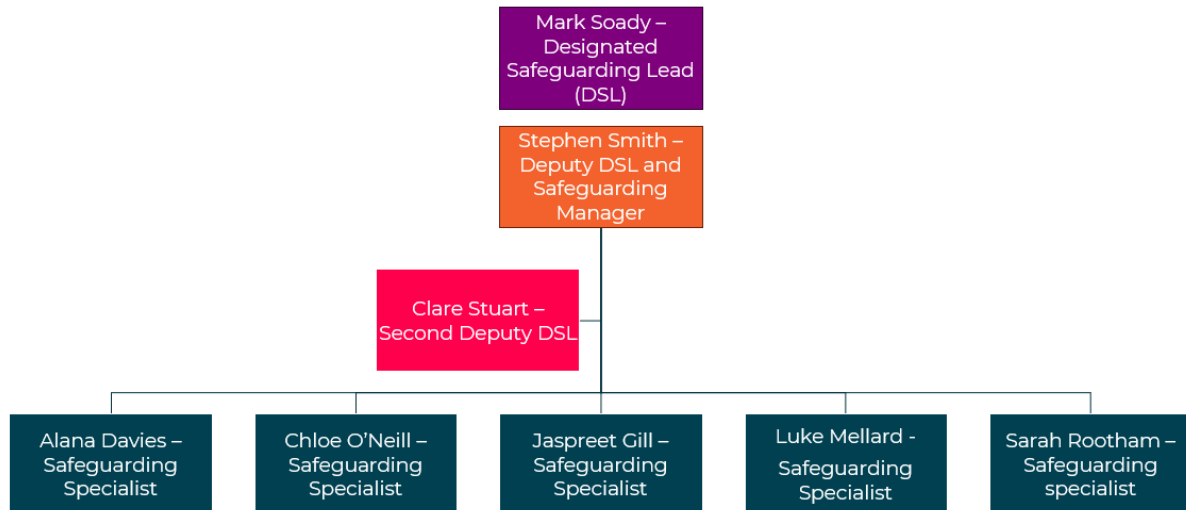 Mark Soady –
Designated
Safeguarding Lead
(DSL)
Stephen Smith –
Deputy DSL and
Safeguarding
Manager
Clare Stuart –
Second Deputy DSL
Alana Davies –
Safeguarding
Specialist
Chloe O’Neill –
Safeguarding
Specialist
Jaspreet Gill –
Safeguarding
Specialist
Luke Mellard -
Safeguarding
Specialist
Sarah Rootham –
Safeguarding
specialist